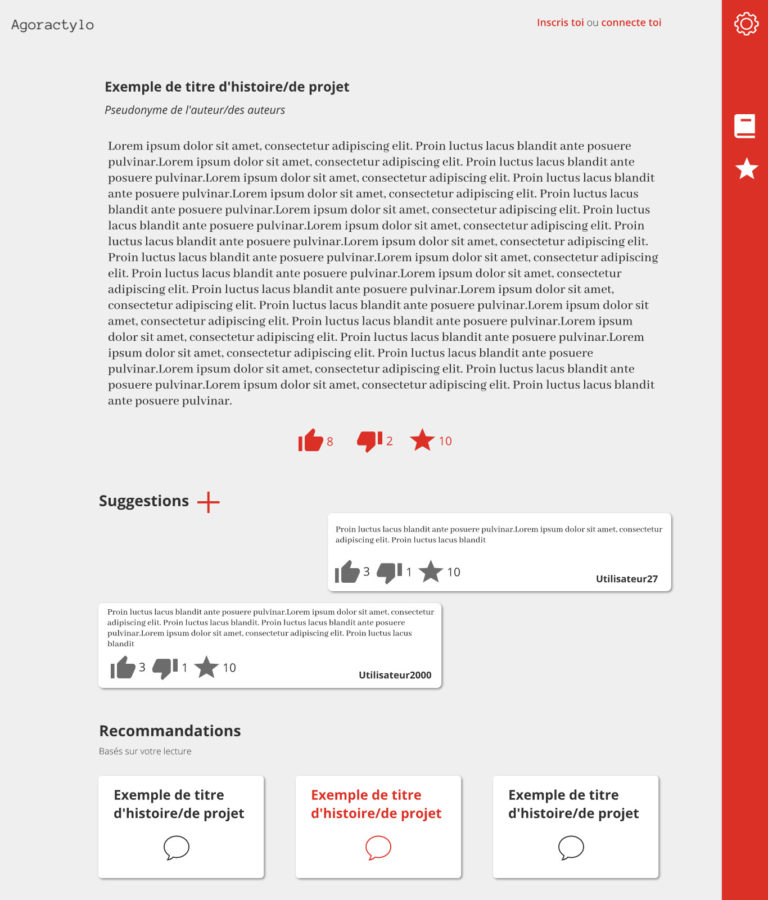 Agoractylo
Inscris toi ou connecte toi
Exemple de titre d'histoire/de projet
Pseudonyme de l'auteur/des auteurs
Lorem ipsum dolor sit amet, consectetur adipiscing elit. Proin luctus lacus blandit ante posuere
pulvinar.Lorem ipsum dolor sit amet, consectetur adipiscing elit. Proin luctus lacus blandit ante
posuere pulvinar.Lorem ipsum dolor sit amet, consectetur adipiscing elit. Proin luctus lacus blandit
ante posuere pulvinar.Lorem ipsum dolor sit amet, consectetur adipiscing elit. Proin luctus lacus
blandit ante posuere pulvinar.Lorem ipsum dolor sit amet, consectetur adipiscing elit. Proin luctus
lacus blandit ante posuere pulvinar.Lorem ipsum dolor sit amet, consectetur adipiscing elit. Proin
luctus lacus blandit ante posuere pulvinar.Lorem ipsum dolor sit amet, consectetur adipiscing elit.
Proin luctus lacus blandit ante posuere pulvinar.Lorem ipsum dolor sit amet, consectetur adipiscing
elit. Proin luctus lacus blandit ante posuere pulvinar.Lorem ipsum dolor sit amet, consectetur
adipiscing elit. Proin luctus lacus blandit ante posuere pulvinar.Lorem ipsum dolor sit amet,
consectetur adipiscing elit. Proin luctus lacus blandit ante posuere pulvinar.Lorem ipsum dolor sit
amet, consectetur adipiscing elit. Proin luctus lacus blandit ante posuere pulvinar.Lorem ipsum
dolor sit amet, consectetur adipiscing elit. Proin luctus lacus blandit ante posuere pulvinar.Lorem
ipsum dolor sit amet, consectetur adipiscing elit. Proin luctus lacus blandit ante posuere
pulvinar.Lorem ipsum dolor sit amet, consectetur adipiscing elit. Proin luctus lacus blandit ante
posuere pulvinar.Lorem ipsum dolor sit amet, consectetur adipiscing elit. Proin luctus lacus blandit
ante posuere pulvinar.
8 2 10
Suggestions
Proin luctus lacus blandit ante posuere pulvinar.Lorem ipsum dolor sit amet, consectetur
adipiscing elit. Proin luctus lacus blandit
3 1 10
Utilisateur27
Proin luctus lacus blandit ante posuere pulvinar.Lorem ipsum dolor sit amet, consectetur
adipiscing elit. Proin luctus lacus blandit. Proin luctus lacus blandit ante posuere
pulvinar.Lorem ipsum dolor sit amet, consectetur adipiscing elit. Proin luctus lacus
blandit
3 1 10
Utilisateur2000
Recommandations
Basés sur votre lecture
Exemple de titre
d'histoire/de projet
Exemple de titre
d'histoire/de projet
Exemple de titre
d'histoire/de projet